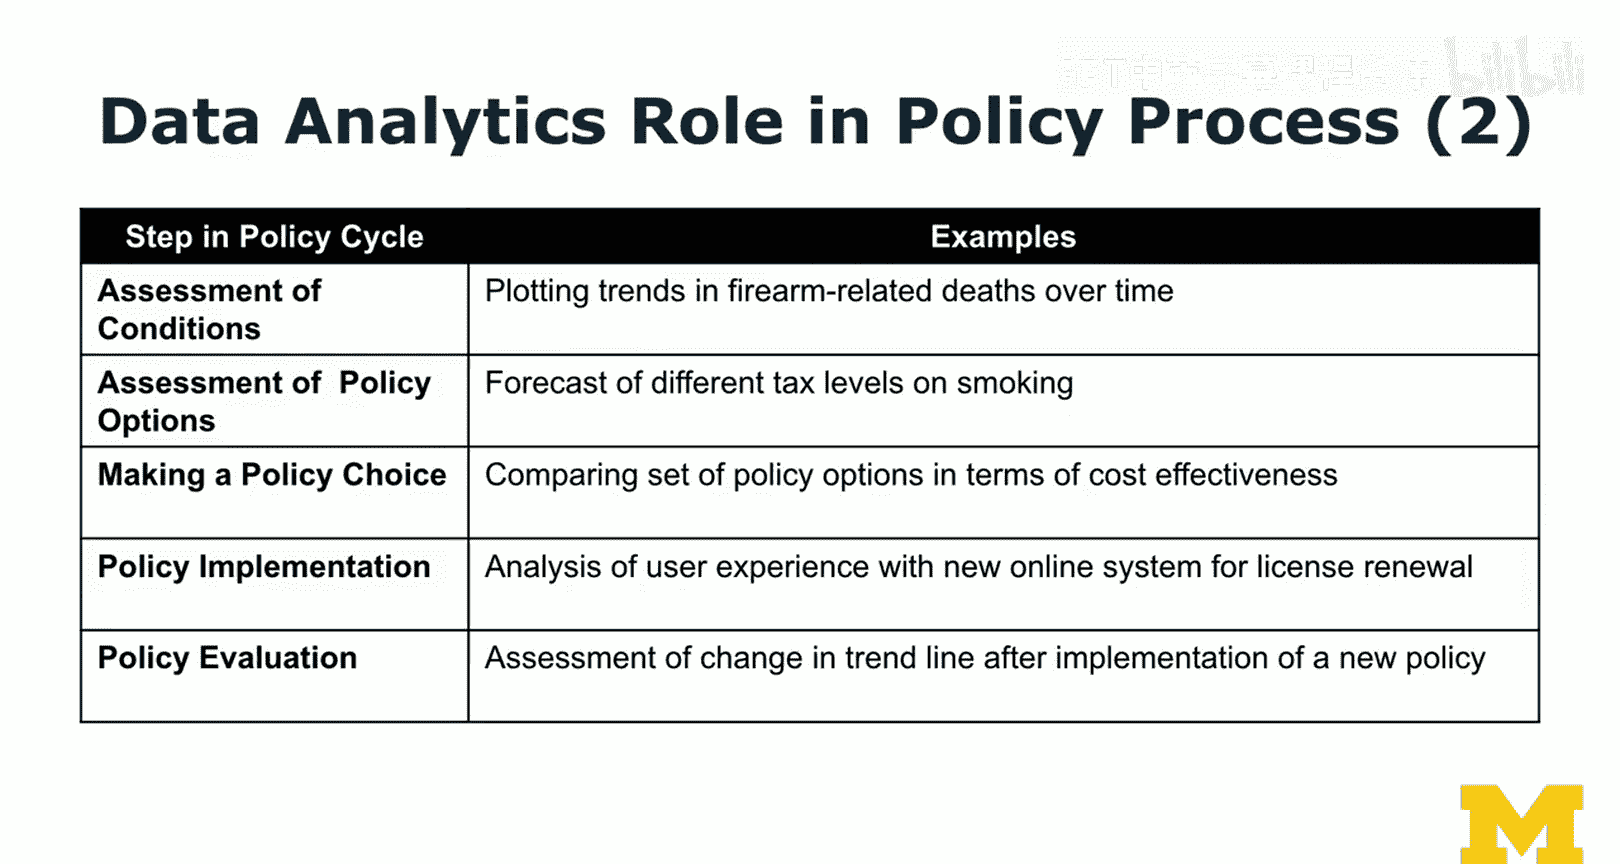 bilibili
Data Analytics Role in Policy Process (2)
Step in Policy Cycle
Examples
Assessment of
Conditions
Plotting trends in firearm-related deaths over time
Assessment of  Policy
Options
Forecast of different tax levels on smoking
Making a Policy Choice
Comparing set of policy options in terms of cost effectiveness
Policy Implementation
Analysis of user experience with new online system for license renewal
Policy Evaluation
Assessment of change in trend line after implementation of a new policy
M